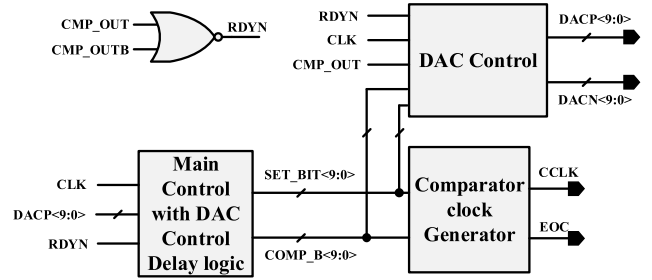 CMP_OUT
CMP_OUTB
RDYN
RDYN
CLK
CMP_OUT
DAC Control
DACP<9:0>
DACN<9:0>
CLK
DACP<9:0>
RDYN
Main
Control
with DAC
Control
Delay logic
SET_BIT<9:0>
COMP_B<9:0>
Comparator
clock
Generator
CCLK
EOC